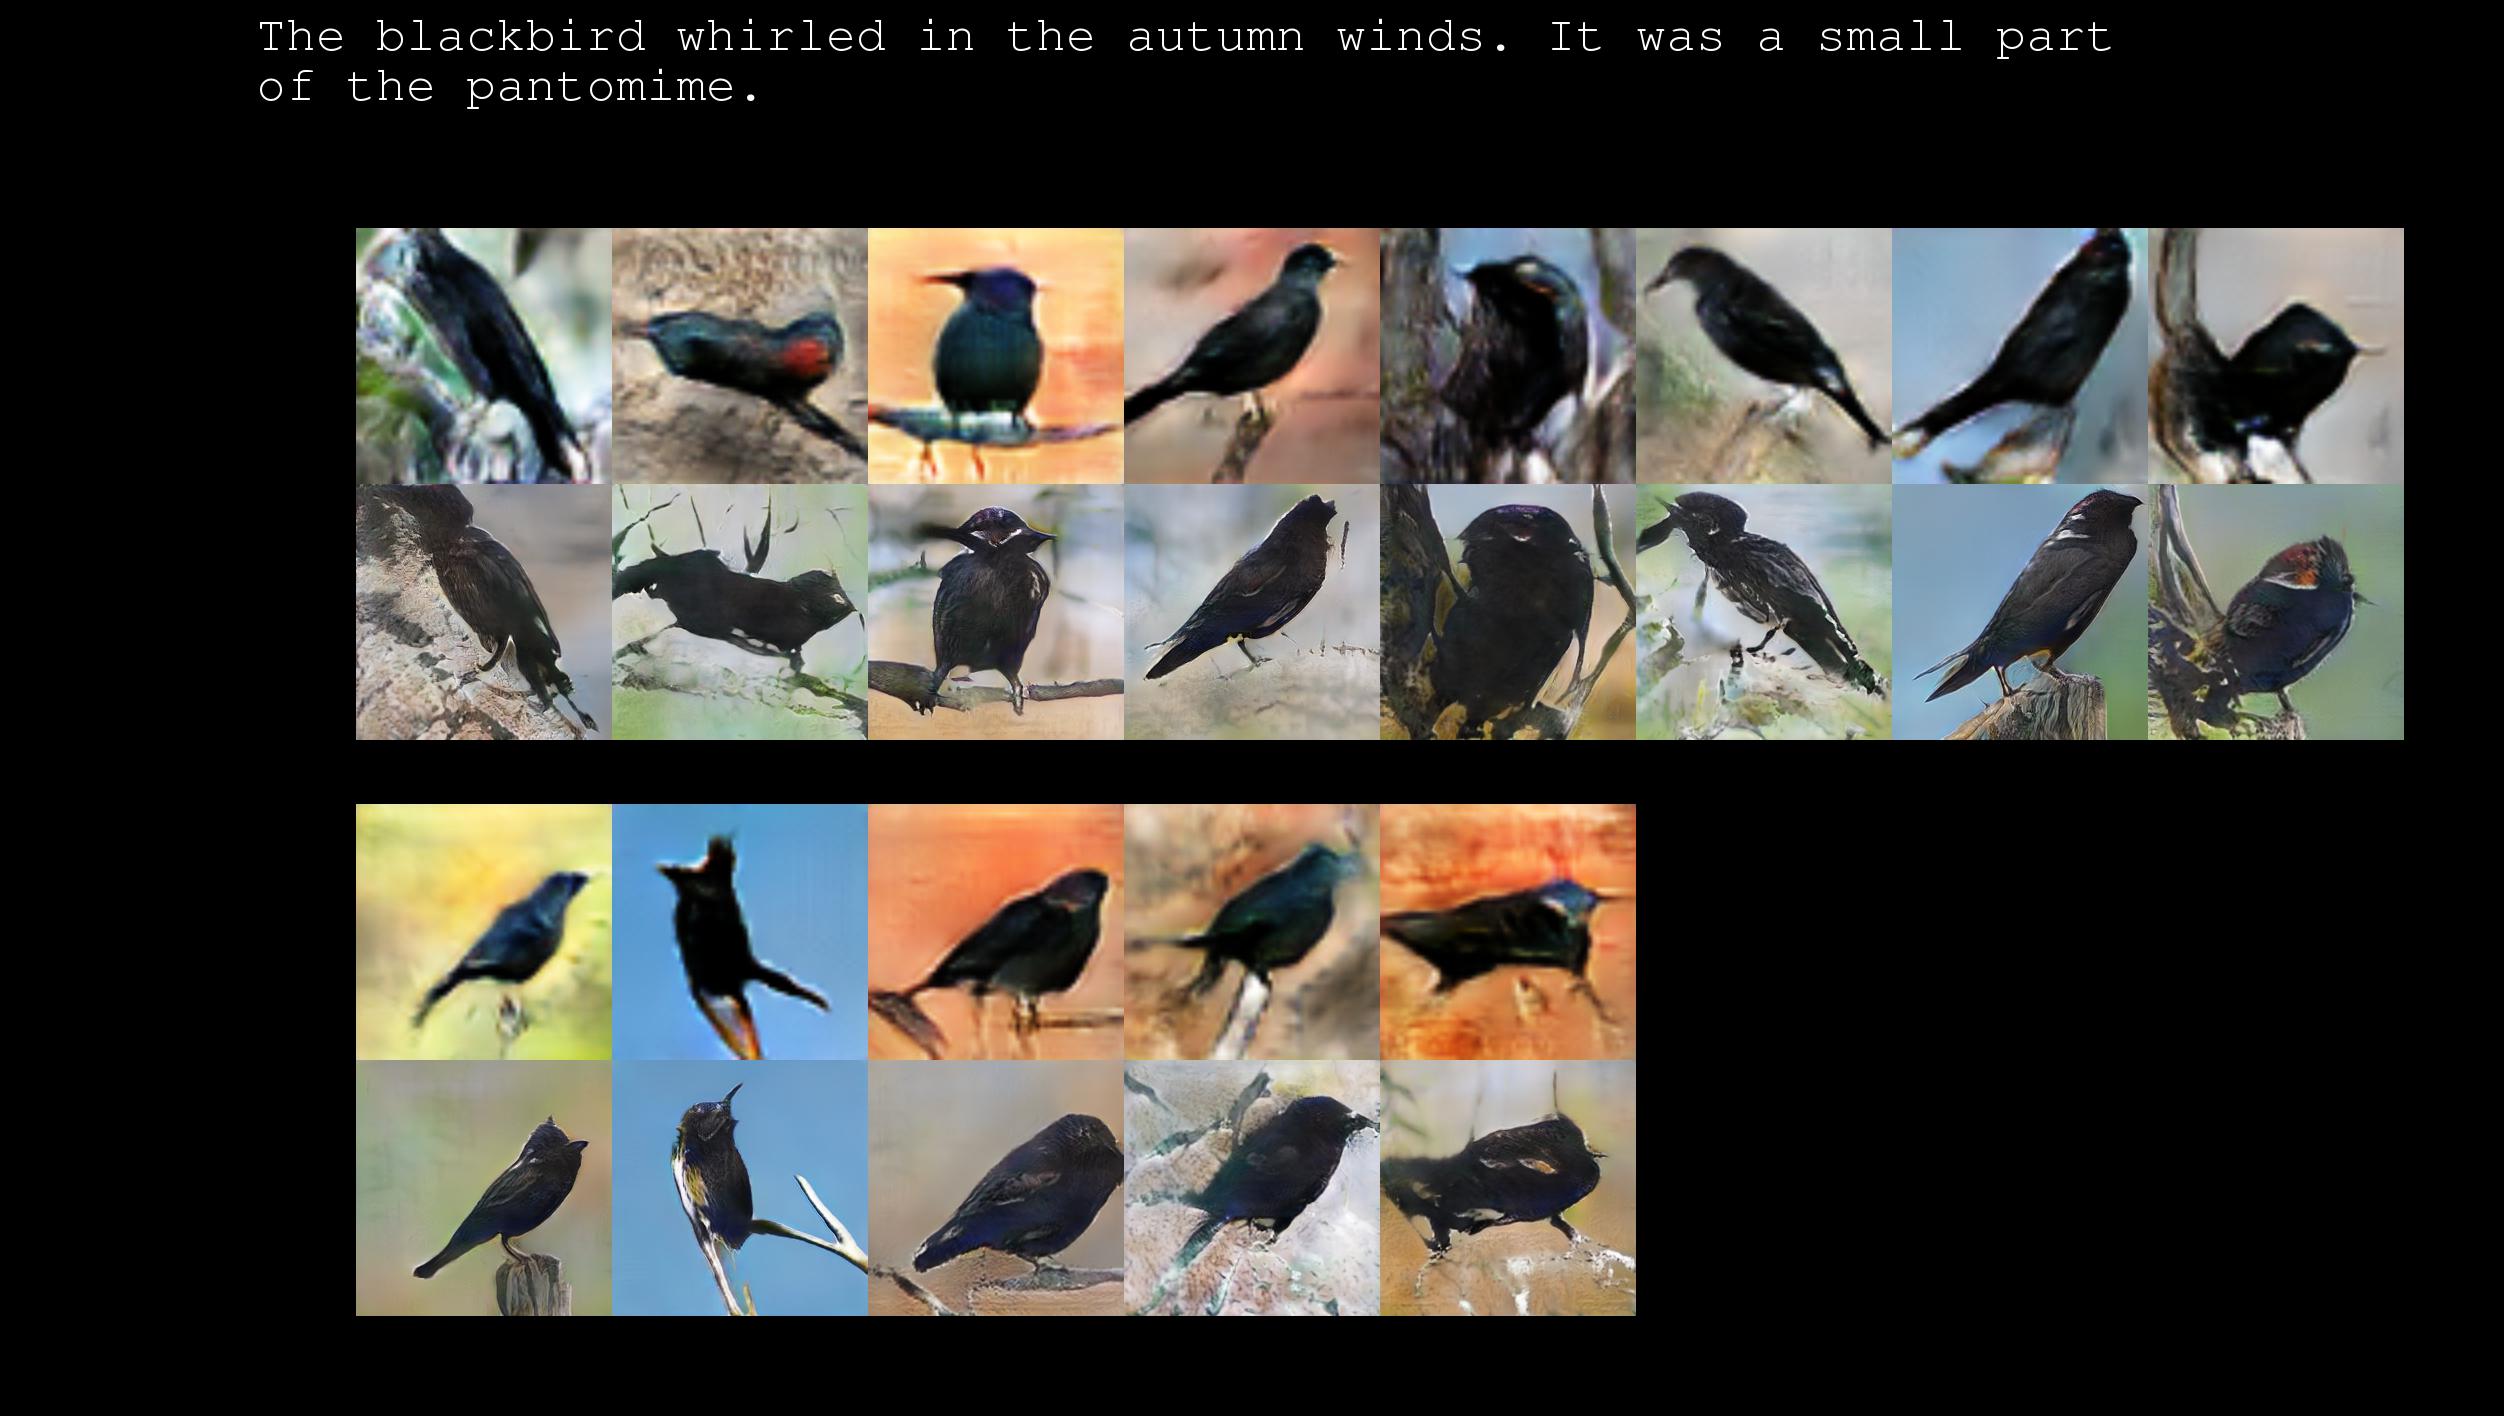 The blackbird whirled in the autumn winds. It was a small part
of the pantomime.